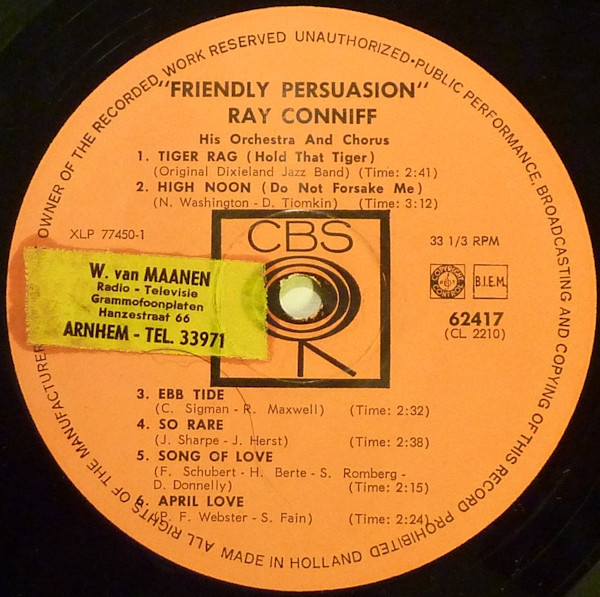 ALL RIGHTS OF THE MANUFACTURER OWNER OF THE RECORDED WORK RESERVED UNAUTHORIZED•PUBLIC PERFORMANCE, BROADCASTING AND COPYING OF THIS RECORD PROHIBITED
"FRIENDLY PERSUASION"
RAY CONNIFF
His Orchestra And Chorus
1. TIGER RAG (Hold That Tiger)
(Original Dixieland Jazz Band) (Time: 2:41)
2. HIGH NOON (Do Not Forsake Me)
(N. Washington - D. Tiomkin) (Time: 3:12)
CBS
XLP 77450-1
33 1/3 RPM
W. van MAANEN
Radio - Televisie
Grammofoonplaten
Hanzestraat 66
ARNHEM - TEL. 33971
COPYRIGHT
CONTROL
B.I.E.M.
62417
(CL 2210)
3. EBB TIDE
(C. Sigman - R. Maxwell) (Time: 2:32)
4. SO RARE
(J. Sharpe - J. Herst) (Time: 2:38)
5. SONG OF LOVE
(F. Schubert - H. Berte - S. Romberg -
D. Donnelly) (Time: 2:15)
6. APRIL LOVE
(P. F. Webster - S. Fain) (Time: 2:24)
MADE IN HOLLAND